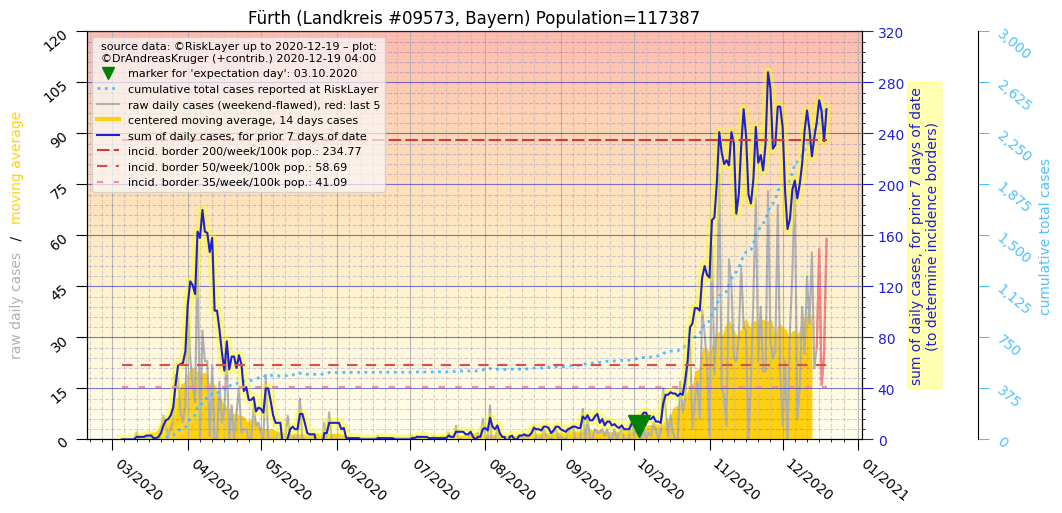 Fürth (Landkreis #09573, Bayern) Population=117387
source data: ©RiskLayer up to 2020-12-19 – plot:
©DrAndreasKruger (+contrib.) 2020-12-19 04:00
marker for 'expectation day': 03.10.2020
cumulative total cases reported at RiskLayer
raw daily cases (weekend-flawed), red: last 5
centered moving average, 14 days cases
sum of daily cases, for prior 7 days of date
incid. border 200/week/100k pop.: 234.77
incid. border 50/week/100k pop.: 58.69
incid. border 35/week/100k pop.: 41.09
raw daily cases / moving average
120
105
90
75
60
45
30
15
0
03/2020
04/2020
05/2020
06/2020
07/2020
08/2020
09/2020
10/2020
11/2020
12/2020
01/2021
320
280
240
200
160
120
80
40
0
sum of daily cases, for prior 7 days of date
(to determine incidence borders)
3,000
2,625
2,250
1,875
1,500
1,125
750
375
0
cumulative total cases